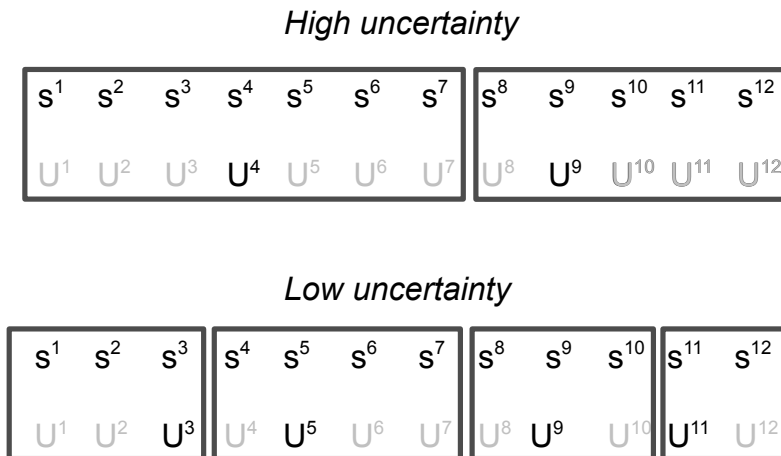 High uncertainty
s¹ s² s³ s⁴ s⁵ s⁶ s⁷ s⁸ s⁹ s¹⁰ s¹¹ s¹²
U¹ U² U³ U⁴ U⁵ U⁶ U⁷ U⁸ U⁹ U¹⁰ U¹¹ U¹²
Low uncertainty
s¹ s² s³ s⁴ s⁵ s⁶ s⁷ s⁸ s⁹ s¹⁰ s¹¹ s¹²
U¹ U² U³ U⁴ U⁵ U⁶ U⁷ U⁸ U⁹ U¹⁰ U¹¹ U¹²